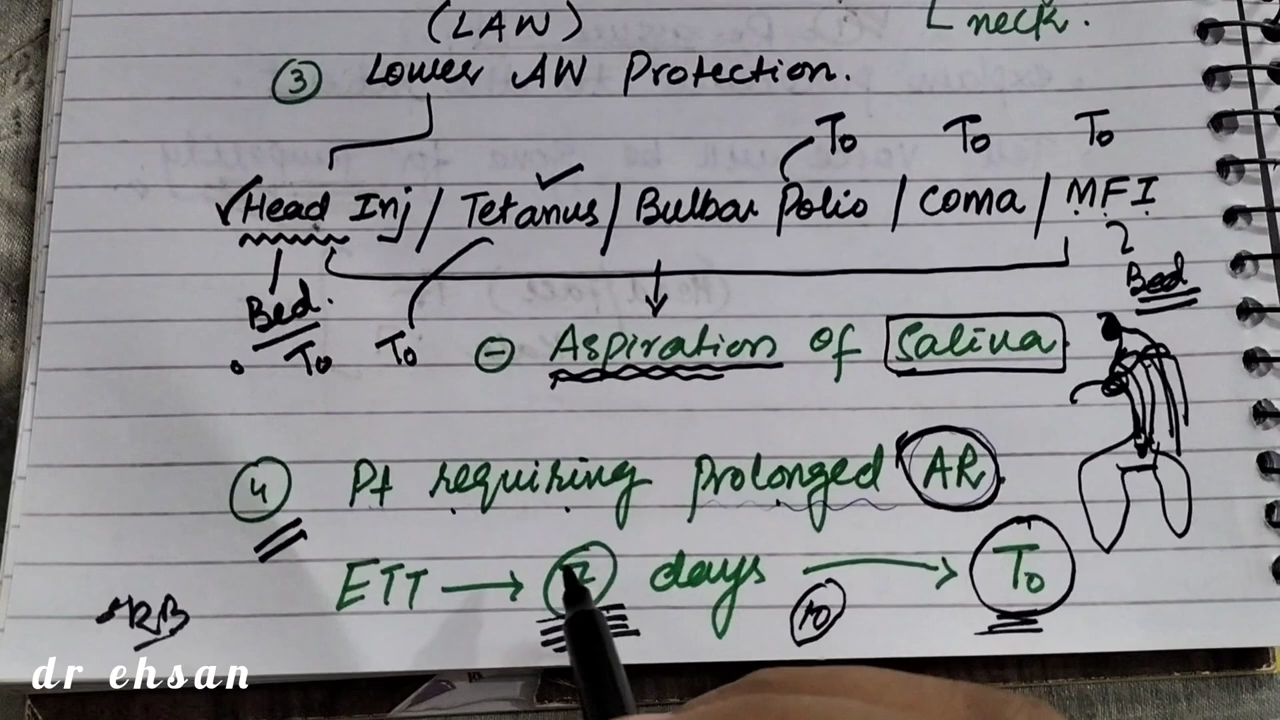 (LAW)
neck.
③ Lower AW Protection.
To To To
Head Inj / Tetanus / Bulbar Polio / Coma / MFI
Bed.
Bed
To To ⊖ Aspiration of Saliva
④ Pt requiring prolonged AR
ETT → days → To
10
RB
dr ehsan